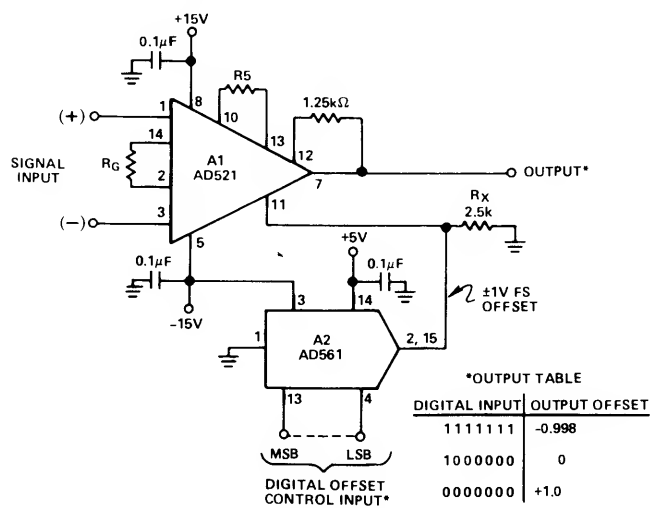 +15V
0.1μF
R5
1.25kΩ
8
10
13
12
1
(+)
14
A1
AD521
7
OUTPUT*
SIGNAL
INPUT
RG
2
11
RX
2.5k
3
(−)
5
0.1μF
-15V
+5V
0.1μF
±1V FS
OFFSET
3
14
1
A2
AD561
2, 15
13
4
MSB
LSB
DIGITAL OFFSET
CONTROL INPUT*
*OUTPUT TABLE
DIGITAL INPUT OUTPUT OFFSET
1111111 -0.998
1000000 0
0000000 +1.0